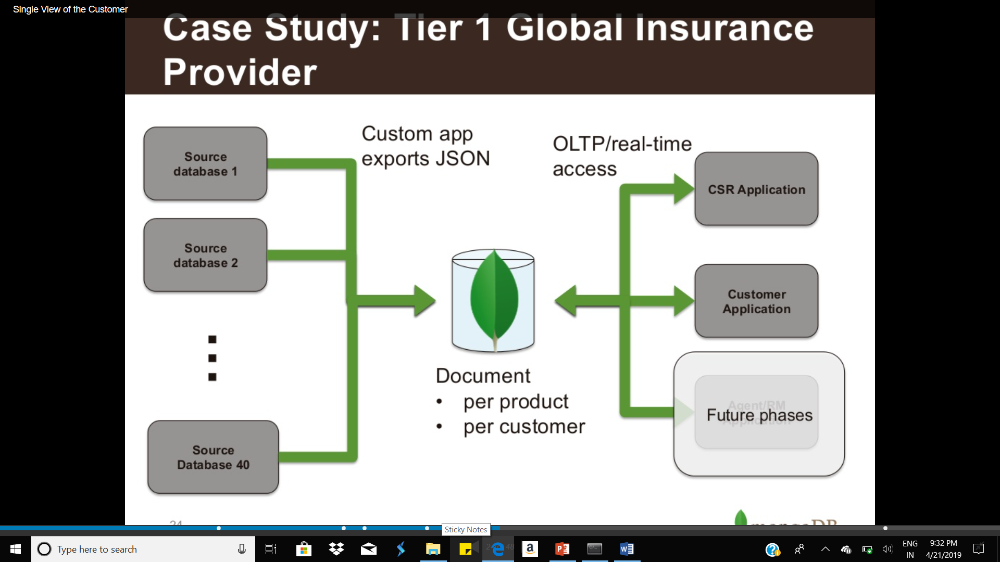 Single View of the Customer
Case Study: Tier 1 Global Insurance
Provider
Source
database 1
Custom app
exports JSON
OLTP/real-time
access
CSR Application
Source
database 2
Customer
Application
Document
• per product
• per customer
Agent/RM
Application
Future phases
Source
Database 40
24
mongoDB
Sticky Notes
Type here to search
ENG
IN
9:32 PM
4/21/2019